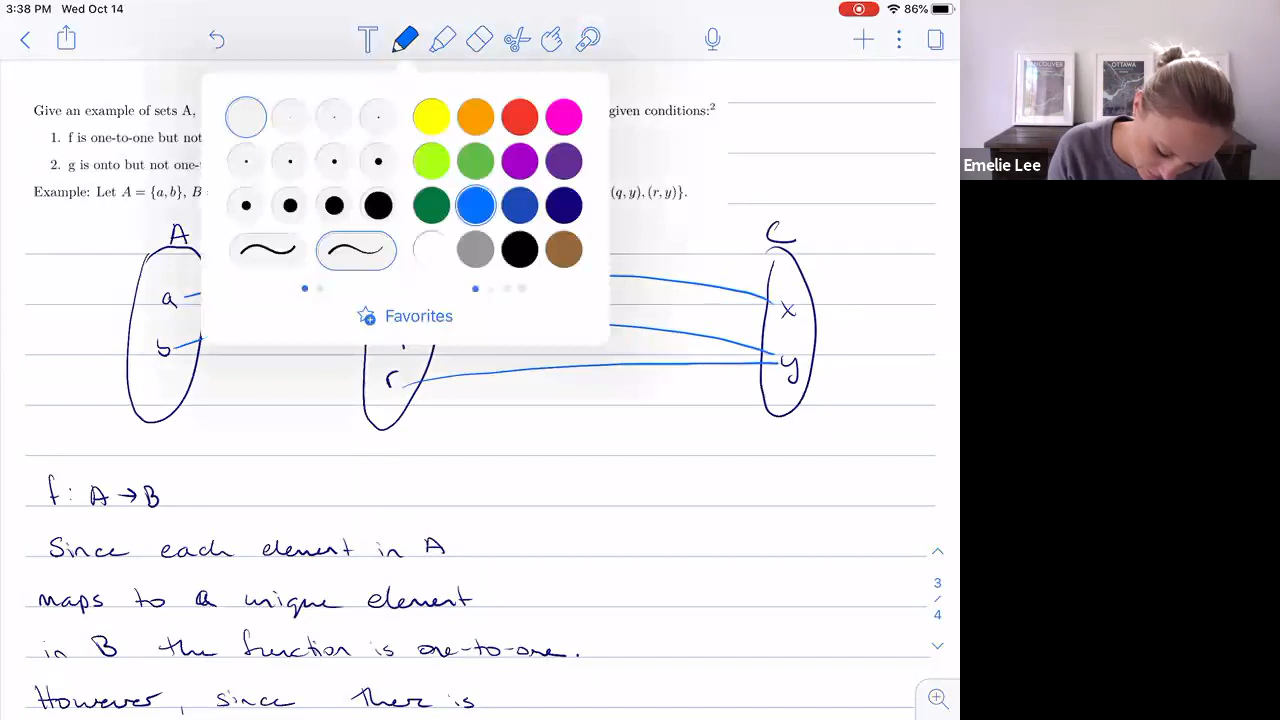 3:38 PM Wed Oct 14
86%
Give an example of sets A,
given conditions:²
1. f is one-to-one but not
2. g is onto but not one-
Example: Let A = {a, b}, B =
(q, y), (r, y)}.
VANCOUVER
OTTAWA
Emelie Lee
Favorites
A
C
a
x
b
y
r
f: A → B
Since each element in A
maps to a unique element
in B the function is one-to-one.
However, since there is
3
/
4